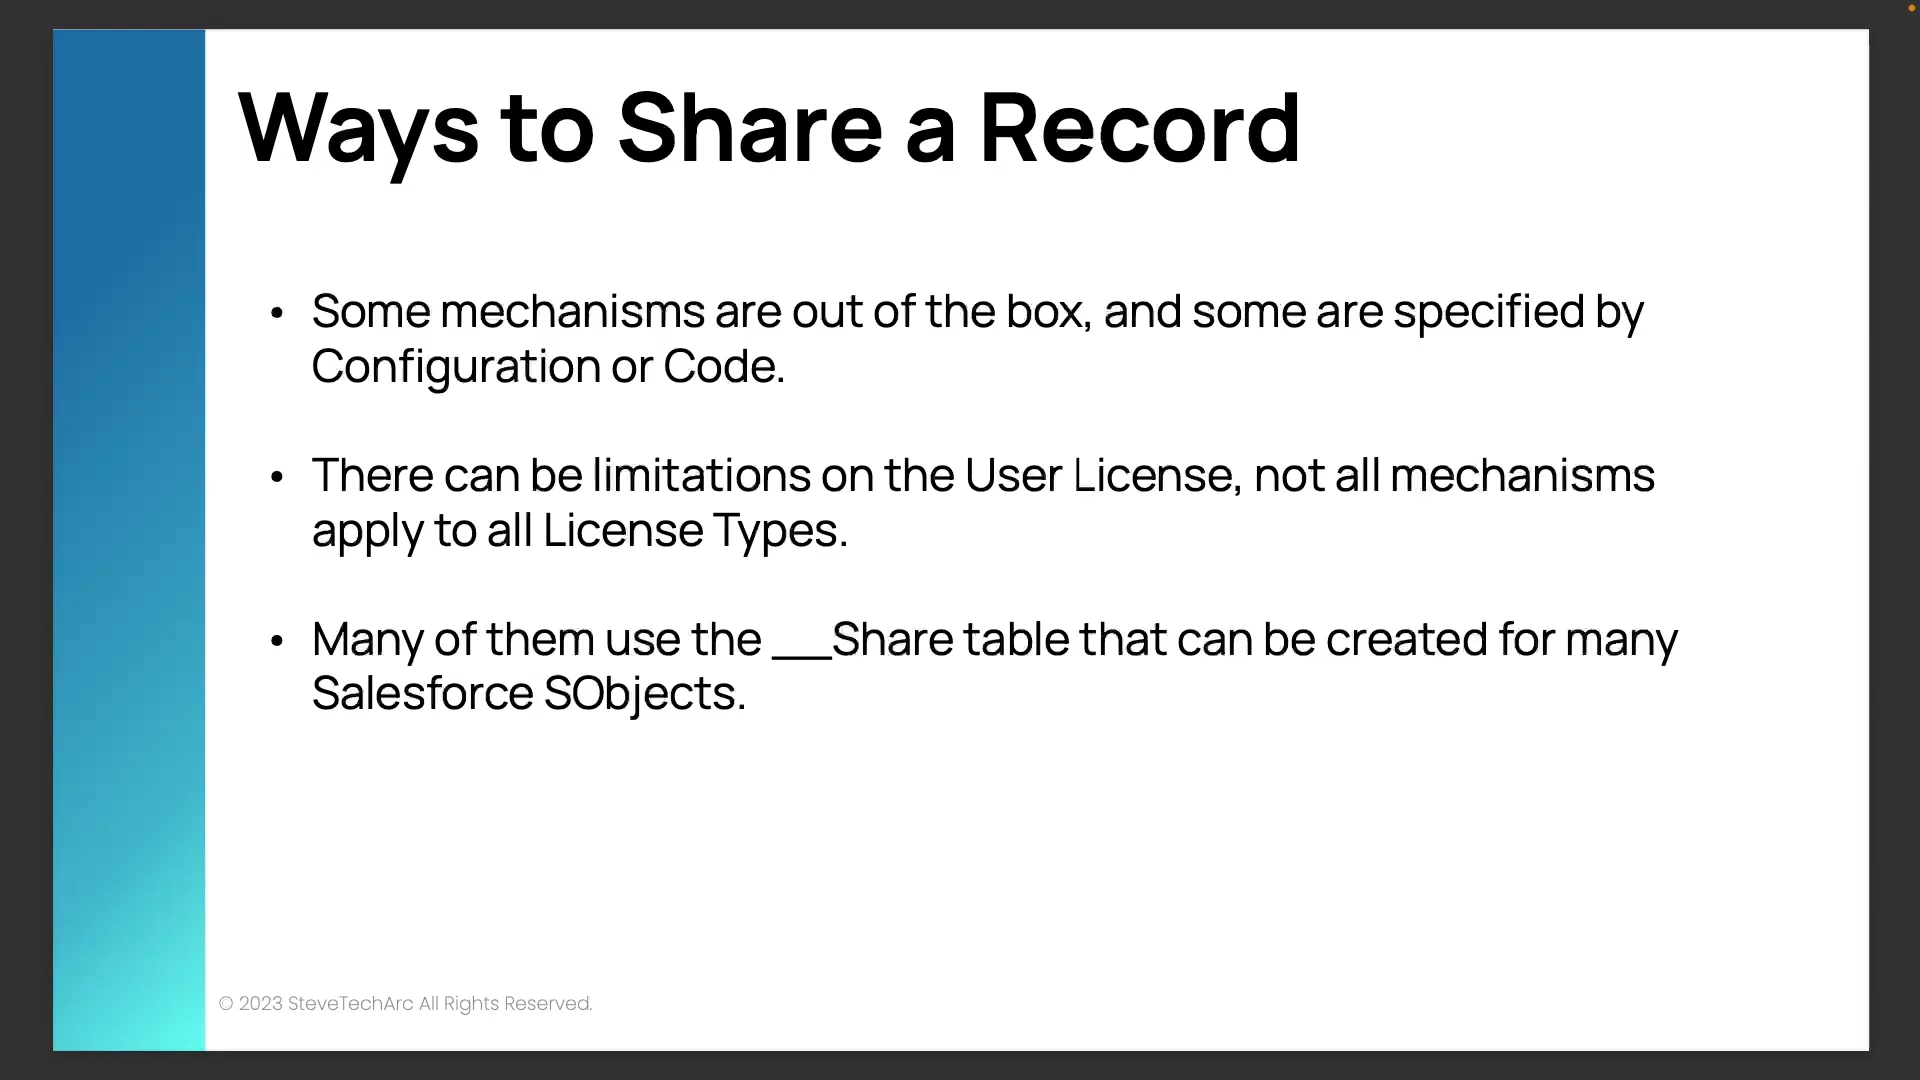 Ways to Share a Record
• Some mechanisms are out of the box, and some are specified by
Configuration or Code.
• There can be limitations on the User License, not all mechanisms
apply to all License Types.
• Many of them use the __Share table that can be created for many
Salesforce SObjects.
© 2023 SteveTechArc All Rights Reserved.